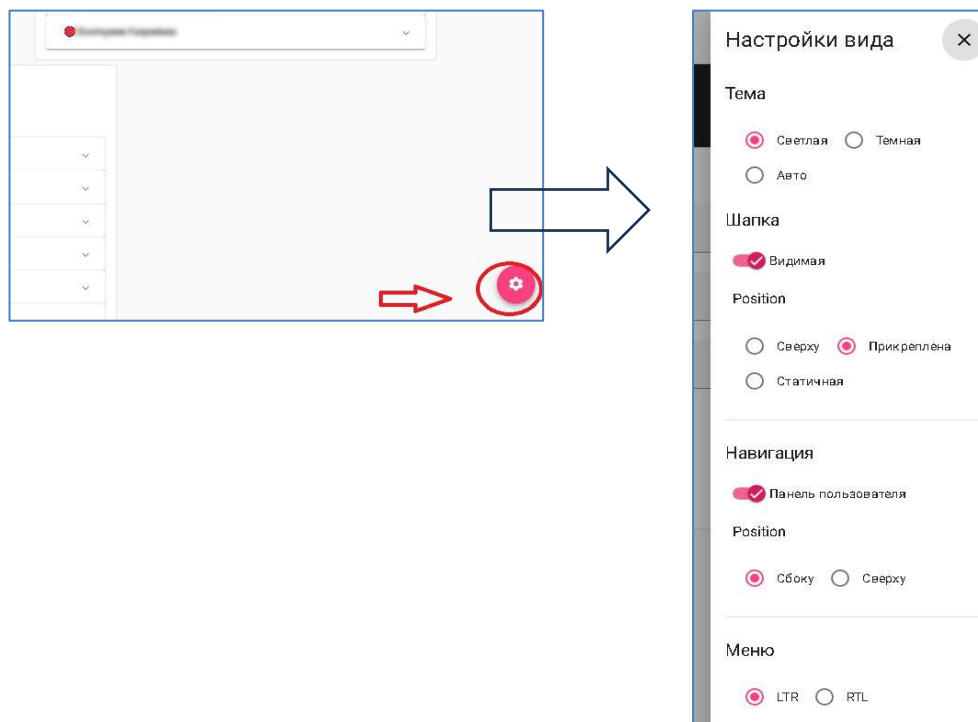 Настройки вида
Тема
Светлая Темная
Авто
Шапка
Видимая
Position
Сверху Прикреплена
Статичная
Навигация
Панель пользователя
Position
Сбоку Сверху
Меню
LTR RTL